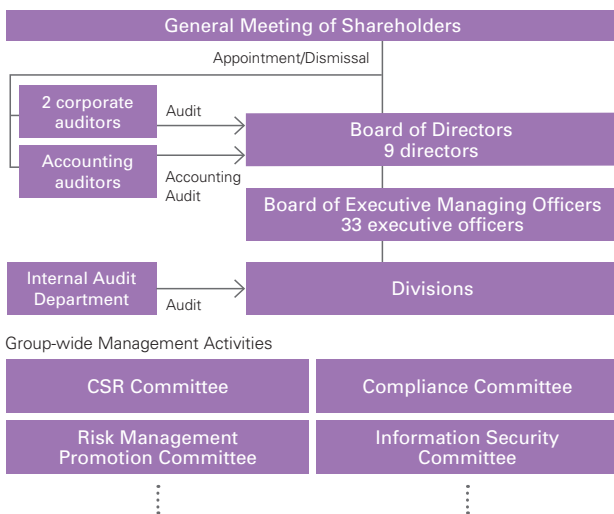 General Meeting of Shareholders
Appointment/Dismissal
2 corporate
auditors
Audit
Board of Directors
9 directors
Accounting
auditors
Accounting
Audit
Board of Executive Managing Officers
33 executive officers
Internal Audit
Department
Audit
Divisions
Group-wide Management Activities
CSR Committee
Compliance Committee
Risk Management
Promotion Committee
Information Security
Committee